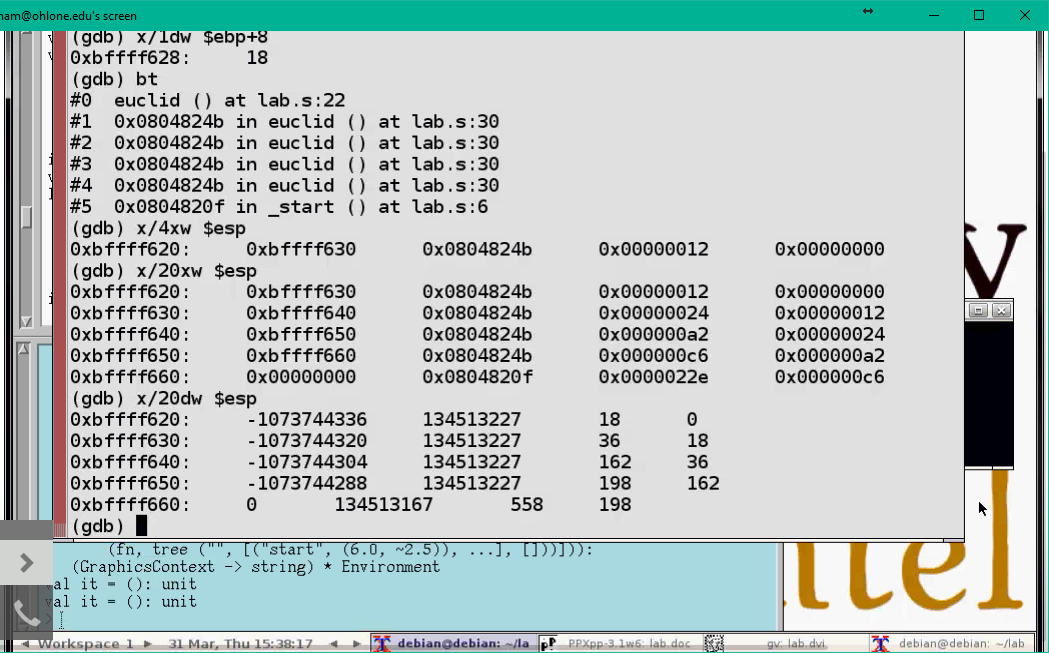 ham@ohlone.edu's screen
(gdb) x/1dw $ebp+8
0xbffff628:     18
(gdb) bt
#0  euclid () at lab.s:22
#1  0x0804824b in euclid () at lab.s:30
#2  0x0804824b in euclid () at lab.s:30
#3  0x0804824b in euclid () at lab.s:30
#4  0x0804824b in euclid () at lab.s:30
#5  0x0804820f in _start () at lab.s:6
(gdb) x/4xw $esp
0xbffff620:     0xbffff630      0x0804824b      0x00000012      0x00000000
(gdb) x/20xw $esp
0xbffff620:     0xbffff630      0x0804824b      0x00000012      0x00000000
0xbffff630:     0xbffff640      0x0804824b      0x00000024      0x00000012
0xbffff640:     0xbffff650      0x0804824b      0x000000a2      0x00000024
0xbffff650:     0xbffff660      0x0804824b      0x000000c6      0x000000a2
0xbffff660:     0x00000000      0x0804820f      0x0000022e      0x000000c6
(gdb) x/20dw $esp
0xbffff620:     -1073744336     134513227       18      0
0xbffff630:     -1073744320     134513227       36      18
0xbffff640:     -1073744304     134513227       162     36
0xbffff650:     -1073744288     134513227       198     162
0xbffff660:     0       134513167       558     198
(gdb)
(fn, tree ("", [("start", (6.0, ~2.5)), ...], [])])):
(GraphicsContext -> string) * Environment
val it = (): unit
val it = (): unit
>
ntel
Workspace 1 31 Mar, Thu 15:38:17 debian@debian: ~/la PPXpp-3.1w6: lab.doc gv: lab.dvi debian@debian: ~/lab